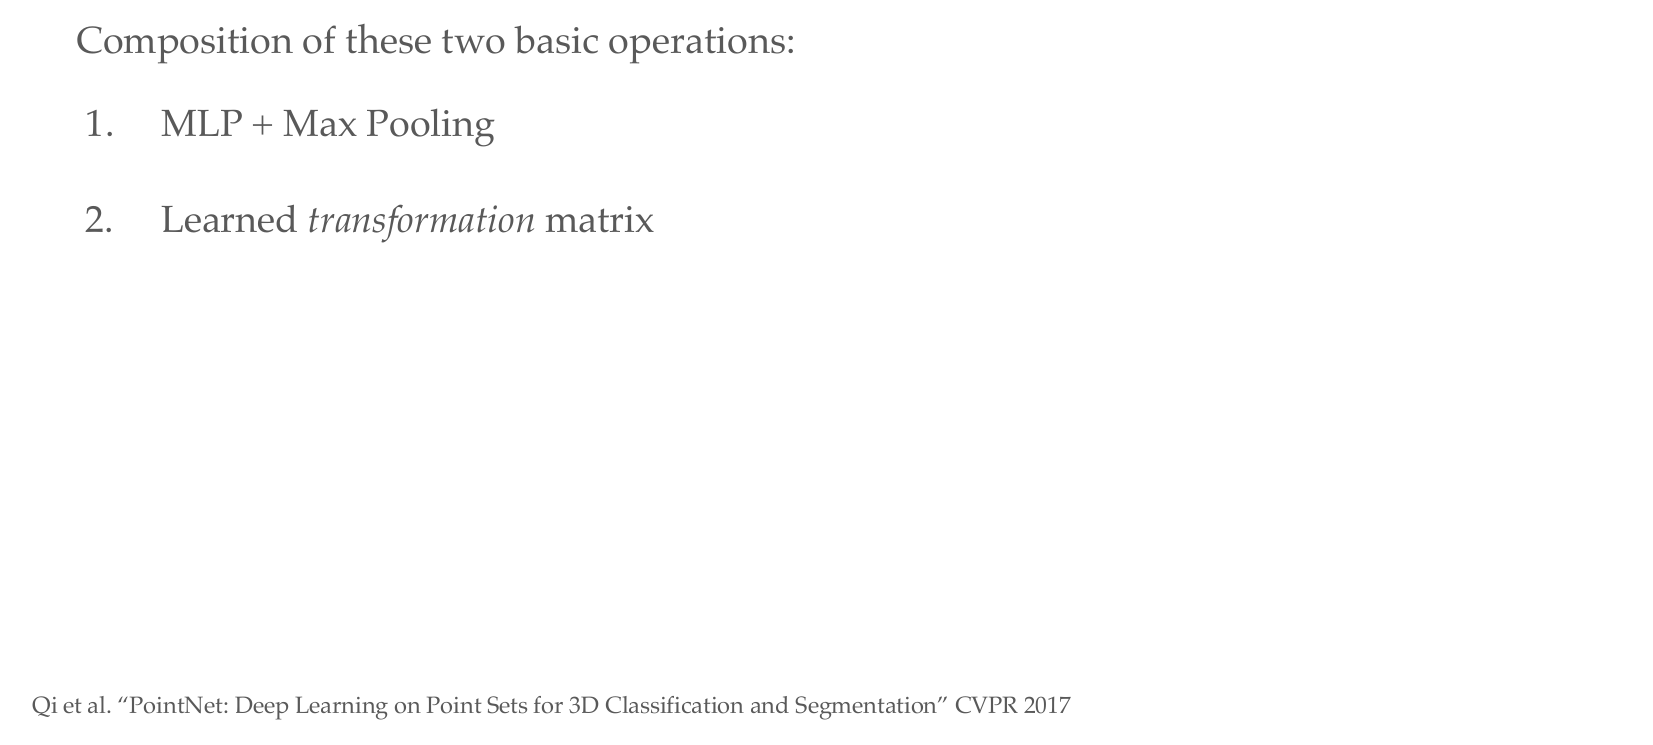 Composition of these two basic operations:
1. MLP + Max Pooling
2. Learned transformation matrix
Qi et al. “PointNet: Deep Learning on Point Sets for 3D Classification and Segmentation” CVPR 2017